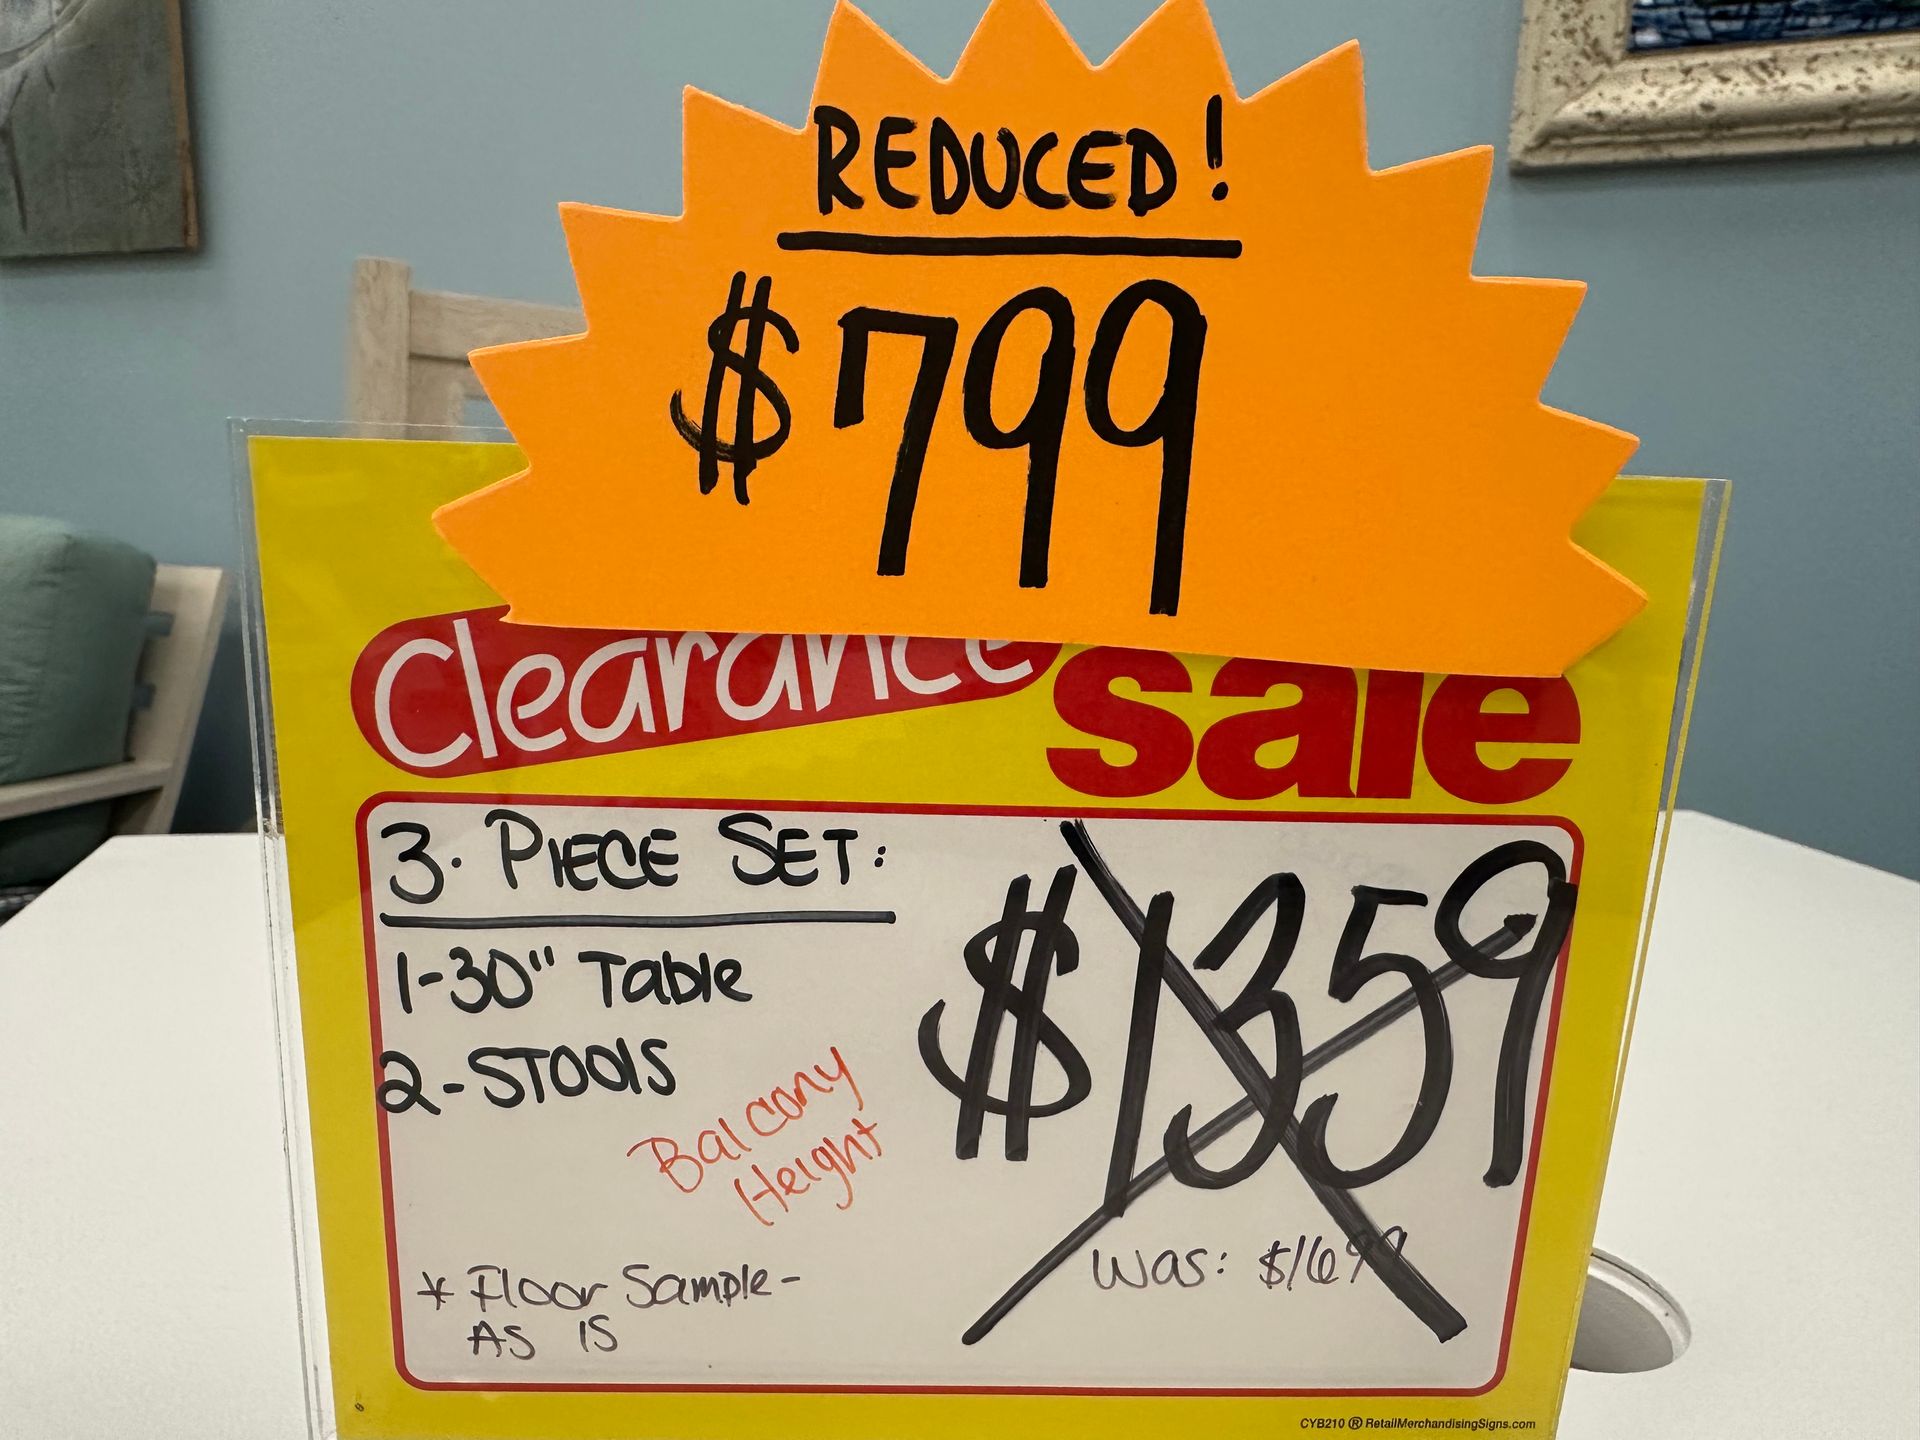 REDUCED!
$799
Clearance sale
3. PIECE SET:
1-30" Table
2-STOOLS
Balcony
Height
$1359
Was: $1699
* Floor Sample-
AS IS
CYB210 ® RetailMerchandisingSigns.com